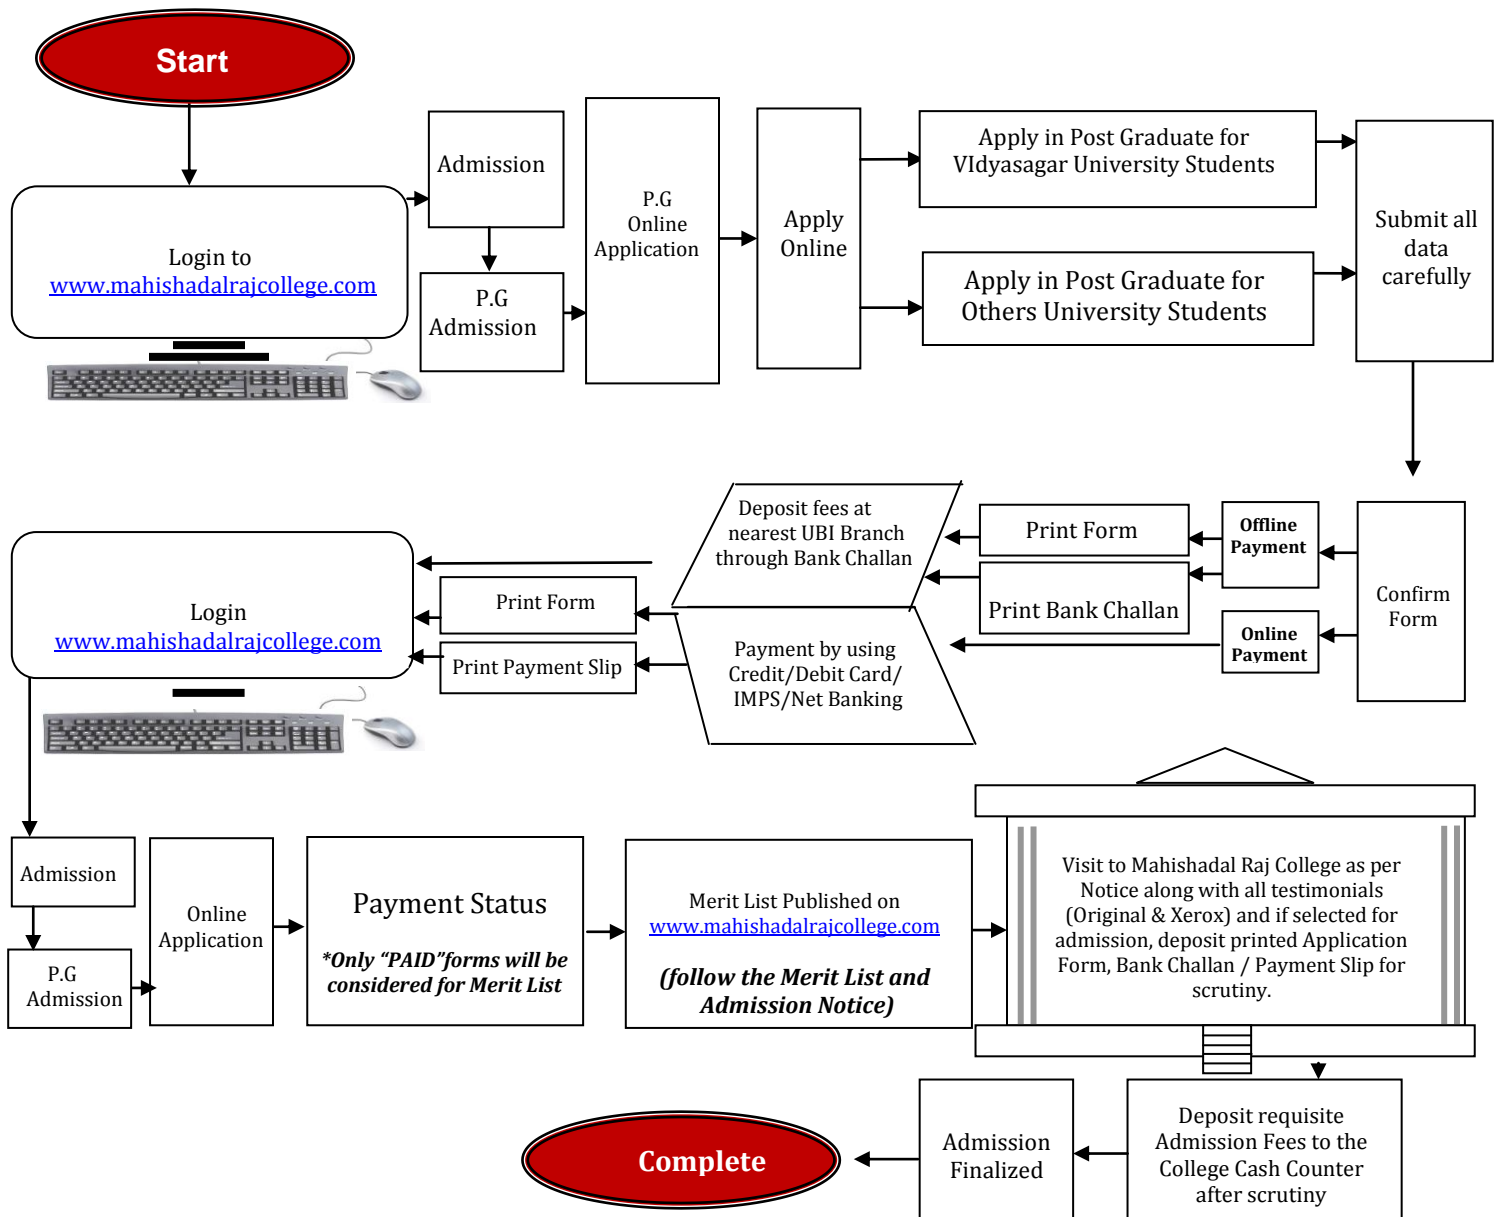 Start
Login to
www.mahishadalrajcollege.com
Admission
P.G
Admission
P.G
Online
Application
Apply
Online
Apply in Post Graduate for
VIdyasagar University Students
Apply in Post Graduate for
Others University Students
Submit all
data
carefully
Confirm
Form
Offline
Payment
Online
Payment
Print Form
Print Bank Challan
Deposit fees at
nearest UBI Branch
through Bank Challan
Payment by using
Credit/Debit Card/
IMPS/Net Banking
Print Form
Print Payment Slip
Login
www.mahishadalrajcollege.com
Admission
P.G
Admission
Online
Application
Payment Status
*Only “PAID”forms will be
considered for Merit List
Merit List Published on
www.mahishadalrajcollege.com
(follow the Merit List and
Admission Notice)
Visit to Mahishadal Raj College as per
Notice along with all testimonials
(Original & Xerox) and if selected for
admission, deposit printed Application
Form, Bank Challan / Payment Slip for
scrutiny.
Deposit requisite
Admission Fees to the
College Cash Counter
after scrutiny
Admission
Finalized
Complete